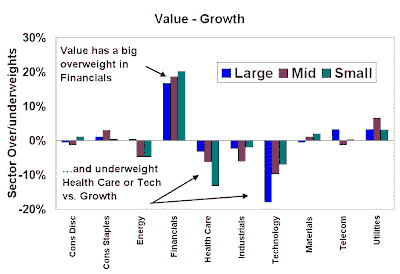 Value - Growth
30%
20%
10%
0%
-10%
-20%
Sector Over/underweights
Value has a big
overweight in
Financials
Large Mid Small
...and underweight
Health Care or Tech
vs. Growth
Cons Disc
Cons Staples
Energy
Financials
Health Care
Industrials
Technology
Materials
Telecom
Utilities